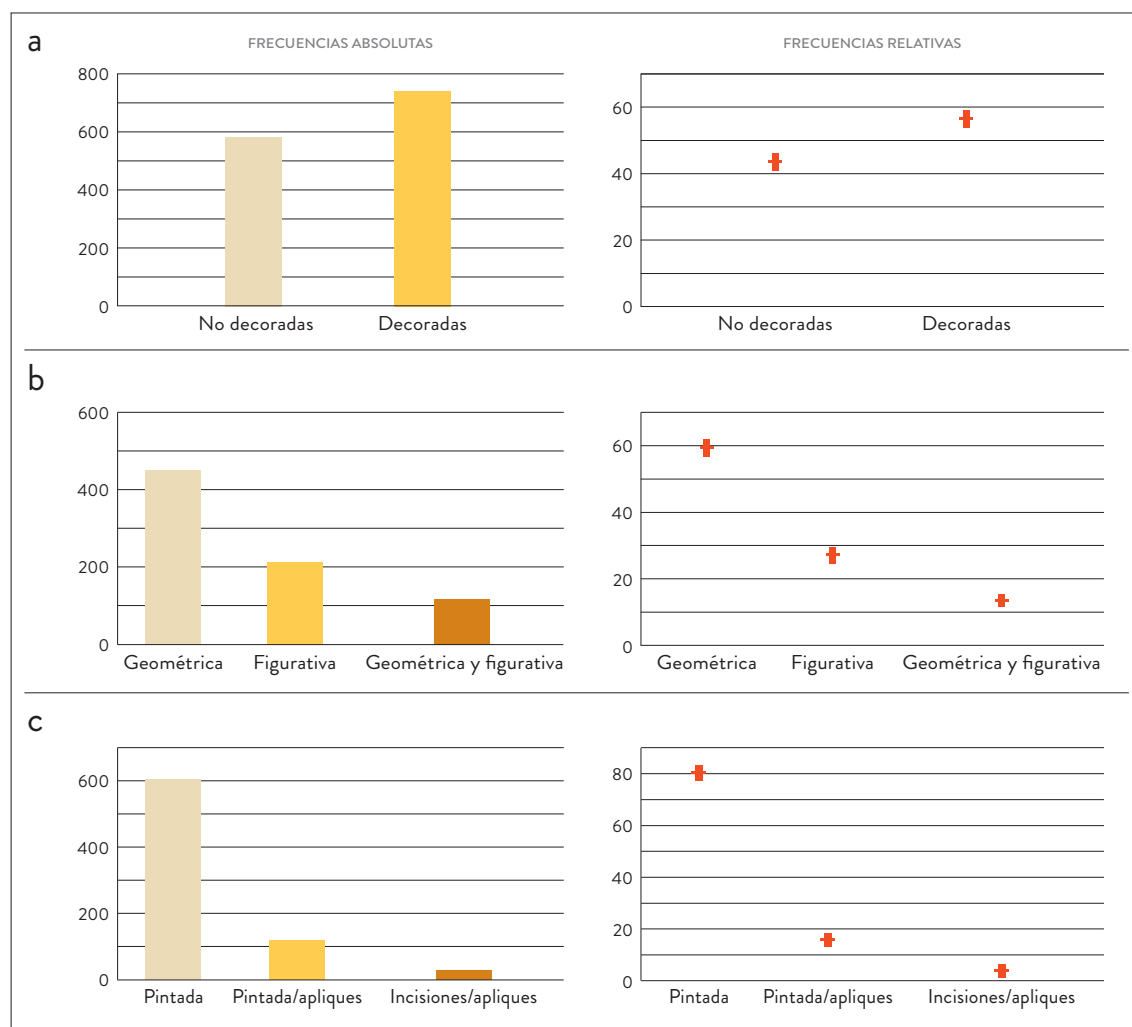 a
FRECUENCIAS ABSOLUTAS
800
600
400
200
0
No decoradas Decoradas
FRECUENCIAS RELATIVAS
60
40
20
0
No decoradas Decoradas
b
600
400
200
0
Geométrica Figurativa Geométrica y figurativa
60
40
20
0
Geométrica Figurativa Geométrica y figurativa
c
600
400
200
0
Pintada Pintada/apliques Incisiones/apliques
80
60
40
20
0
Pintada Pintada/apliques Incisiones/apliques